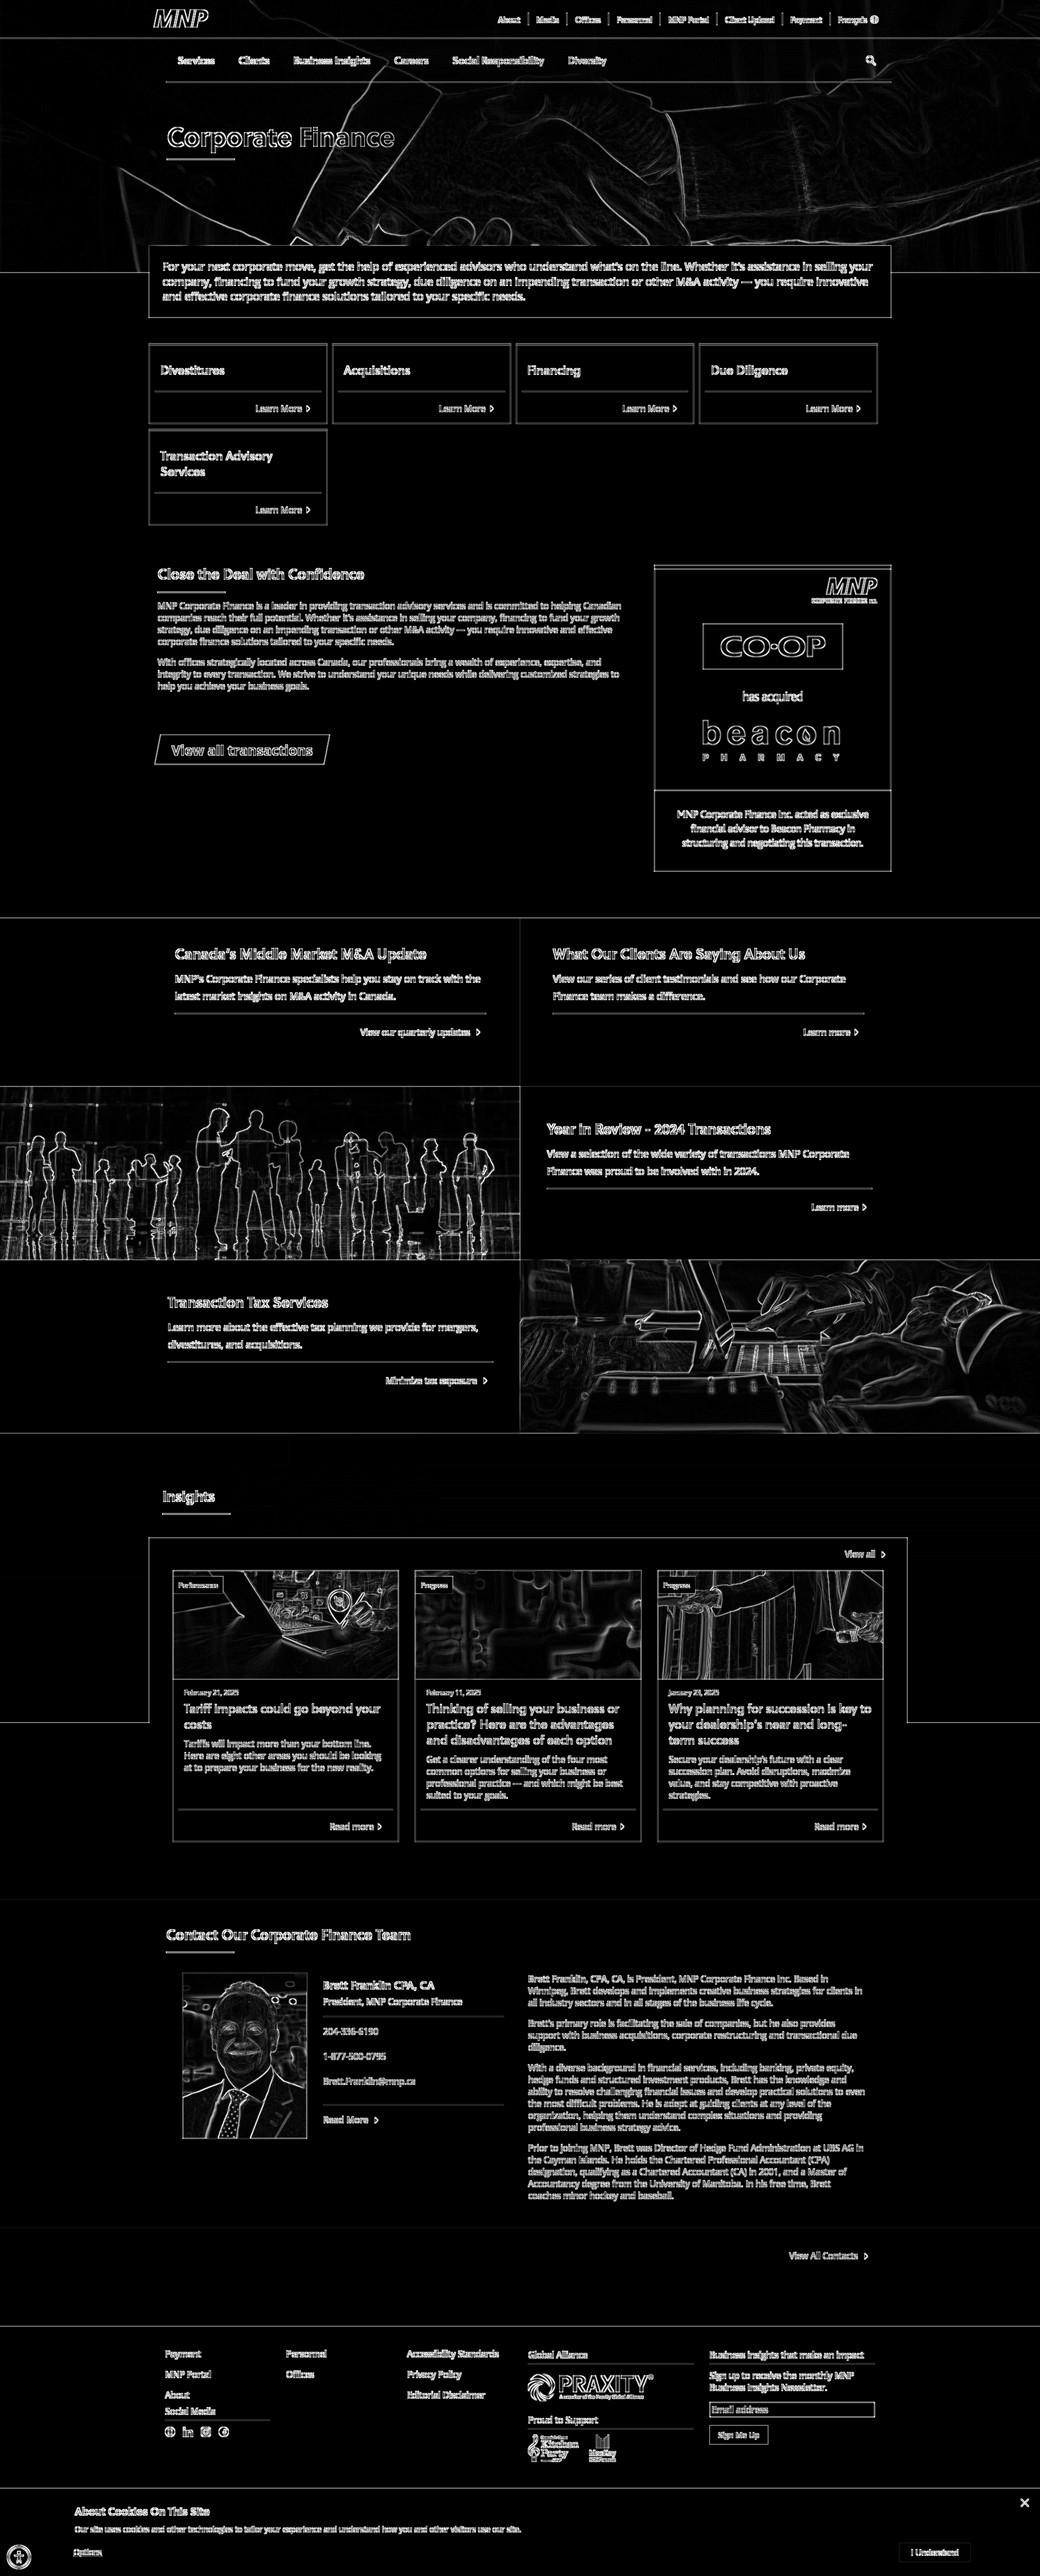 MNP
About
Media
Offices
Personnel
MNP Portal
Client Upload
Payment
Français
Services
Clients
Business Insights
Careers
Social Responsibility
Diversity
Corporate Finance
For your next corporate move, get the help of experienced advisors who understand what's on the line. Whether it's assistance in selling your
company, financing to fund your growth strategy, due diligence on an impending transaction or other M&A activity — you require innovative
and effective corporate finance solutions tailored to your specific needs.
Divestitures
Learn More
Acquisitions
Learn More
Financing
Learn More
Due Diligence
Learn More
Transaction Advisory
Services
Learn More
Close the Deal with Confidence
MNP Corporate Finance is a leader in providing transaction advisory services and is committed to helping Canadian
companies reach their full potential. Whether it's assistance in selling your company, financing to fund your growth
strategy, due diligence on an impending transaction or other M&A activity — you require innovative and effective
corporate finance solutions tailored to your specific needs.
With offices strategically located across Canada, our professionals bring a wealth of experience, expertise, and
integrity to every transaction. We strive to understand your unique needs while delivering customized strategies to
help you achieve your business goals.
View all transactions
MNP
CORPORATE FINANCE INC.
CO-OP
has acquired
beacon
PHARMACY
MNP Corporate Finance Inc. acted as exclusive
financial advisor to Beacon Pharmacy in
structuring and negotiating this transaction.
Canada's Middle Market M&A Update
MNP's Corporate Finance specialists help you stay on track with the
latest market insights on M&A activity in Canada.
View our quarterly updates
What Our Clients Are Saying About Us
View our series of client testimonials and see how our Corporate
Finance team makes a difference.
Learn more
Year in Review - 2024 Transactions
View a selection of the wide variety of transactions MNP Corporate
Finance was proud to be involved with in 2024.
Learn more
Transaction Tax Services
Learn more about the effective tax planning we provide for mergers,
divestitures, and acquisitions.
Minimize tax exposure
Insights
View all
Performance
February 21, 2025
Tariff impacts could go beyond your
costs
Tariffs will impact more than your bottom line.
Here are eight other areas you should be looking
at to prepare your business for the new reality.
Read more
Progress
February 11, 2025
Thinking of selling your business or
practice? Here are the advantages
and disadvantages of each option
Get a clearer understanding of the four most
common options for selling your business or
professional practice — and which might be best
suited to your goals.
Read more
Progress
January 23, 2025
Why planning for succession is key to
your dealership's near and long-
term success
Secure your dealership's future with a clear
succession plan. Avoid disruptions, maximize
value, and stay competitive with proactive
strategies.
Read more
Contact Our Corporate Finance Team
Brett Franklin CPA, CA
President, MNP Corporate Finance
204-336-6190
1-877-500-0795
Brett.Franklin@mnp.ca
Read More
Brett Franklin, CPA, CA, is President, MNP Corporate Finance Inc. Based in
Winnipeg, Brett develops and implements creative business strategies for clients in
all industry sectors and in all stages of the business life cycle.
Brett's primary role is facilitating the sale of companies, but he also provides
support with business acquisitions, corporate restructuring and transactional due
diligence.
With a diverse background in financial services, including banking, private equity,
hedge funds and structured investment products, Brett has the knowledge and
ability to resolve challenging financial issues and develop practical solutions to even
the most difficult problems. He is adept at guiding clients at any level of the
organization, helping them understand complex situations and providing
professional business strategy advice.
Prior to joining MNP, Brett was Director of Hedge Fund Administration at UBS AG in
the Cayman Islands. He holds the Chartered Professional Accountant (CPA)
designation, qualifying as a Chartered Accountant (CA) in 2001, and a Master of
Accountancy degree from the University of Manitoba. In his free time, Brett
coaches minor hockey and baseball.
View All Contacts
Payment
MNP Portal
About
Social Media
Personnel
Offices
Accessibility Standards
Privacy Policy
Editorial Disclaimer
Global Alliance
PRAXITY
Proud to Support
Kitchen
Party
Business insights that make an impact
Sign up to receive the monthly MNP
Business Insights Newsletter.
Email address
Sign Me Up
About Cookies On This Site
Our site uses cookies and other technologies to tailor your experience and understand how you and other visitors use our site.
Options
I Understand